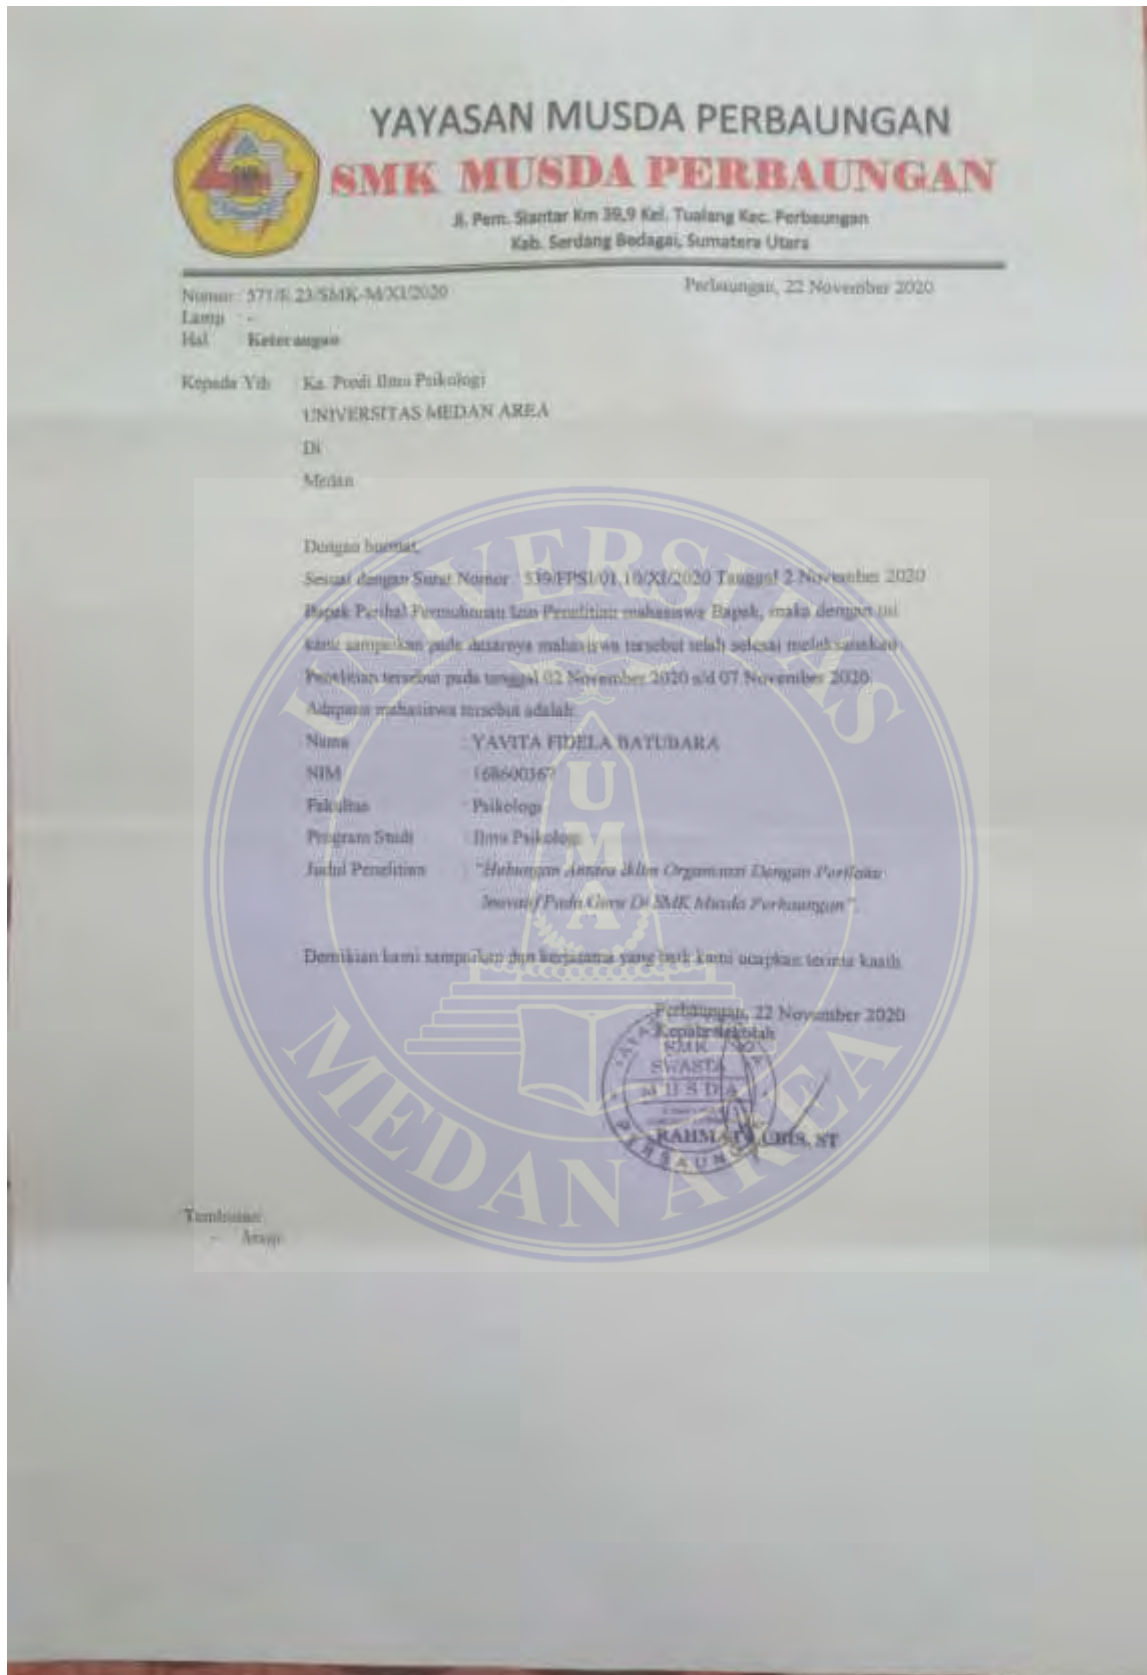 YAYASAN MUSDA PERBAUNGAN
SMK MUSDA PERBAUNGAN
Jl. Pem. Siantar Km 39,9 Kel. Tualang Kec. Perbaungan
Kab. Serdang Bedagai, Sumatera Utara
Nomor : 571/E.23/SMK-M/XI/2020
Perbaungan, 22 November 2020
Lamp -
Hal Keterangan
Kepada Yth Ka. Prodi Ilmu Psikologi
UNIVERSITAS MEDAN AREA
Di
Medan
Dengan hormat,
Sesuai dengan Surat Nomor : 539/FPSI/01.10/XI/2020 Tanggal 2 November 2020
Bapak Perihal Permohonan Izin Penelitian mahasiswa Bapak, maka dengan ini
kami sampaikan pada dasarnya mahasiswa tersebut telah selesai melaksanakan
Penelitian tersebut pada tanggal 02 November 2020 s/d 07 November 2020.
Adapun mahasiswa tersebut adalah:
Nama : YAVITA FIDELA BATUBARA
NIM : 168600367
Fakultas : Psikologi
Program Studi : Ilmu Psikologi
Judul Penelitian : "Hubungan Antara Iklim Organisasi Dengan Perilaku
Inovatif Pada Guru Di SMK Musda Perbaungan".
Demikian kami sampaikan dan kerjasama yang baik kami ucapkan terima kasih
Perbaungan, 22 November 2020
Kepala Sekolah
SMK
SWASTA
MUSDA
PERBAUNGAN
RAHMAT ST
Tembusan:
- Arsip
UNIVERSITAS
UMA
MEDAN AREA